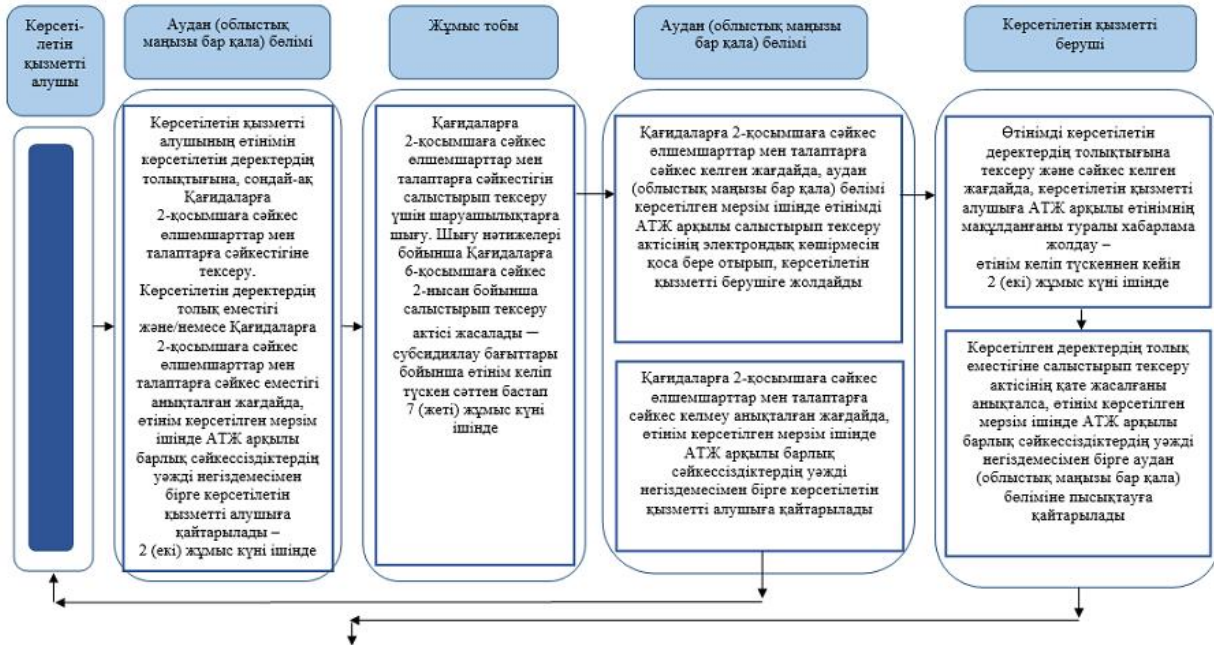 Көрсеті-
летін
қызметті
алушы
Аудан (облыстық
маңызы бар қала) бөлімі
Жұмыс тобы
Аудан (облыстық маңызы
бар қала) бөлімі
Көрсетілетін қызметті
беруші
Көрсетілетін қызметті
алушының өтінімін
көрсетілетін деректердің
толықтығына, сондай-ақ
Қағидаларға
2-қосымшаға сәйкес
өлшемшарттар мен
талаптарға сәйкестігіне
тексеру.
Көрсетілетін деректердің
толық еместігі
және/немесе Қағидаларға
2-қосымшаға сәйкес
өлшемшарттар мен
талаптарға сәйкес еместігі
анықталған жағдайда,
өтінім көрсетілген мерзім
ішінде АТЖ арқылы
барлық сәйкессіздіктердің
уәжді негіздемесімен
бірге көрсетілетін
қызметті алушыға
қайтарылады –
2 (екі) жұмыс күні ішінде
Қағидаларға
2-қосымшаға сәйкес
өлшемшарттар мен
талаптарға сәйкестігін
салыстырып тексеру
үшін шаруашылықтарға
шығу. Шығу нәтижелері
бойынша Қағидаларға
6-қосымшаға сәйкес
2-нысан бойынша
салыстырып тексеру
актісі жасалады —
субсидиялау бағыттары
бойынша өтінім келіп
түскен сәттен бастап
7 (жеті) жұмыс күні
ішінде
Қағидаларға 2-қосымшаға сәйкес
өлшемшарттар мен талаптарға
сәйкес келген жағдайда, аудан
(облыстық маңызы бар қала) бөлімі
көрсетілген мерзім ішінде өтінімді
АТЖ арқылы салыстырып тексеру
актісінің электрондық көшірмесін
қоса бере отырып, көрсетілетін
қызметті берушіге жолдайды
Қағидаларға 2-қосымшаға сәйкес
өлшемшарттар мен талаптарға
сәйкес келмеу анықталған жағдайда,
өтінім көрсетілген мерзім ішінде
АТЖ арқылы барлық
сәйкессіздіктердің уәжді
негіздемесімен бірге көрсетілетін
қызметті алушыға қайтарылады
Өтінімді көрсетілетін
деректердің толықтығына
тексеру және сәйкес келген
жағдайда, көрсетілетін қызметті
алушыға АТЖ арқылы өтінімнің
мақұлданғаны туралы хабарлама
жолдау –
өтінім келіп түскеннен кейін
2 (екі) жұмыс күні ішінде
Көрсетілген деректердің толық
еместігіне салыстырып тексеру
актісінің қате жасалғаны
анықталса, өтінім көрсетілген
мерзім ішінде АТЖ арқылы
барлық сәйкессіздіктердің уәжді
негіздемесімен бірге аудан
(облыстық маңызы бар қала)
бөліміне пысықтауға
қайтарылады